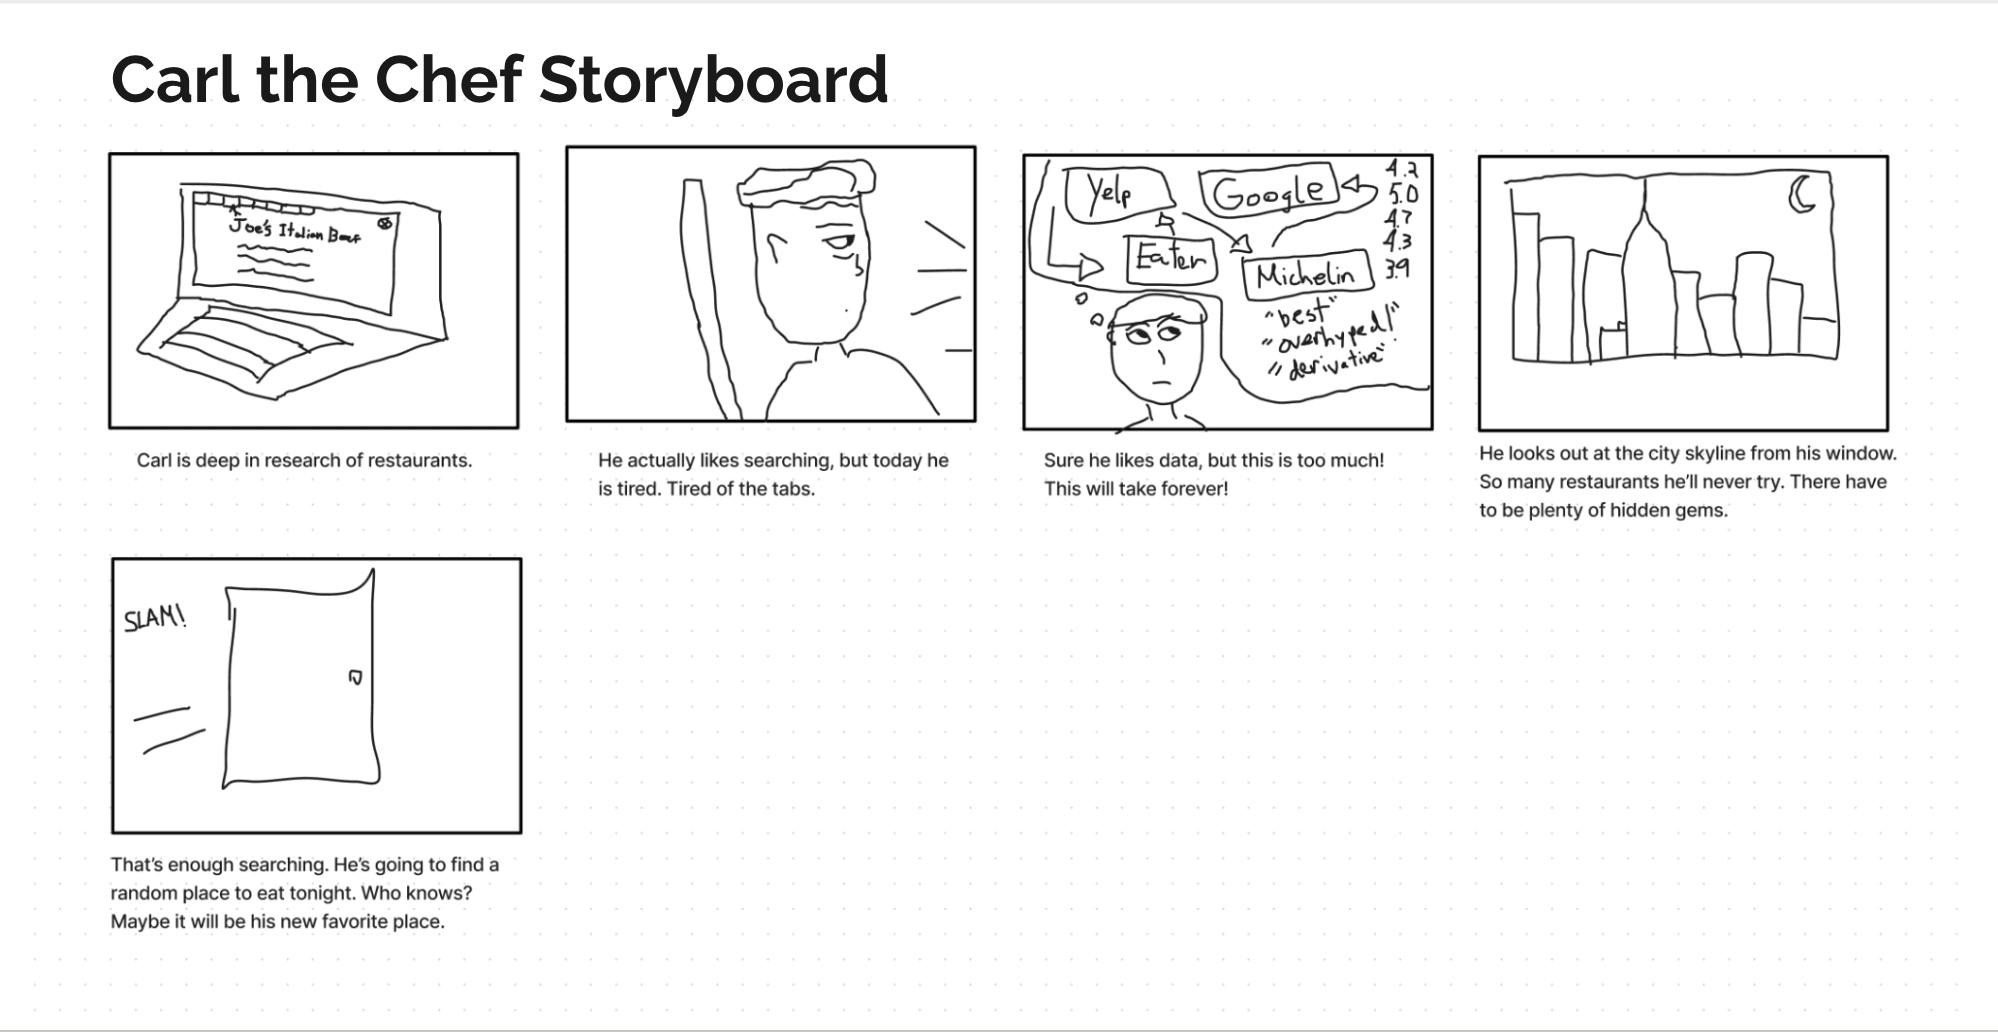 Carl the Chef Storyboard
Joe's Italian Beef
Carl is deep in research of restaurants.
He actually likes searching, but today he
is tired. Tired of the tabs.
Yelp
Google
4.2
5.0
4.7
4.3
3.9
Eater
Michelin
"best"
"overhyped!"
"derivative"
Sure he likes data, but this is too much!
This will take forever!
He looks out at the city skyline from his window.
So many restaurants he'll never try. There have
to be plenty of hidden gems.
SLAM!
That's enough searching. He's going to find a
random place to eat tonight. Who knows?
Maybe it will be his new favorite place.